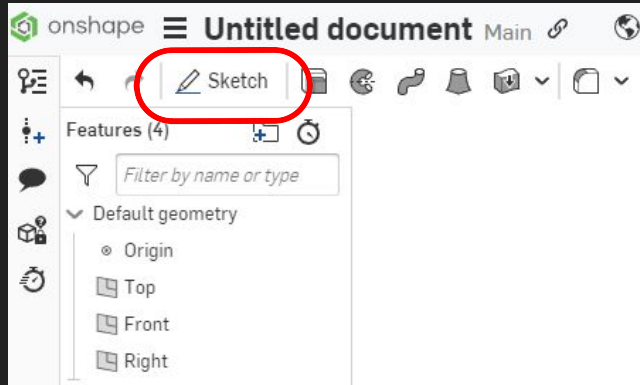 onshape Untitled document Main
Sketch
Features (4)
Filter by name or type
Default geometry
Origin
Top
Front
Right